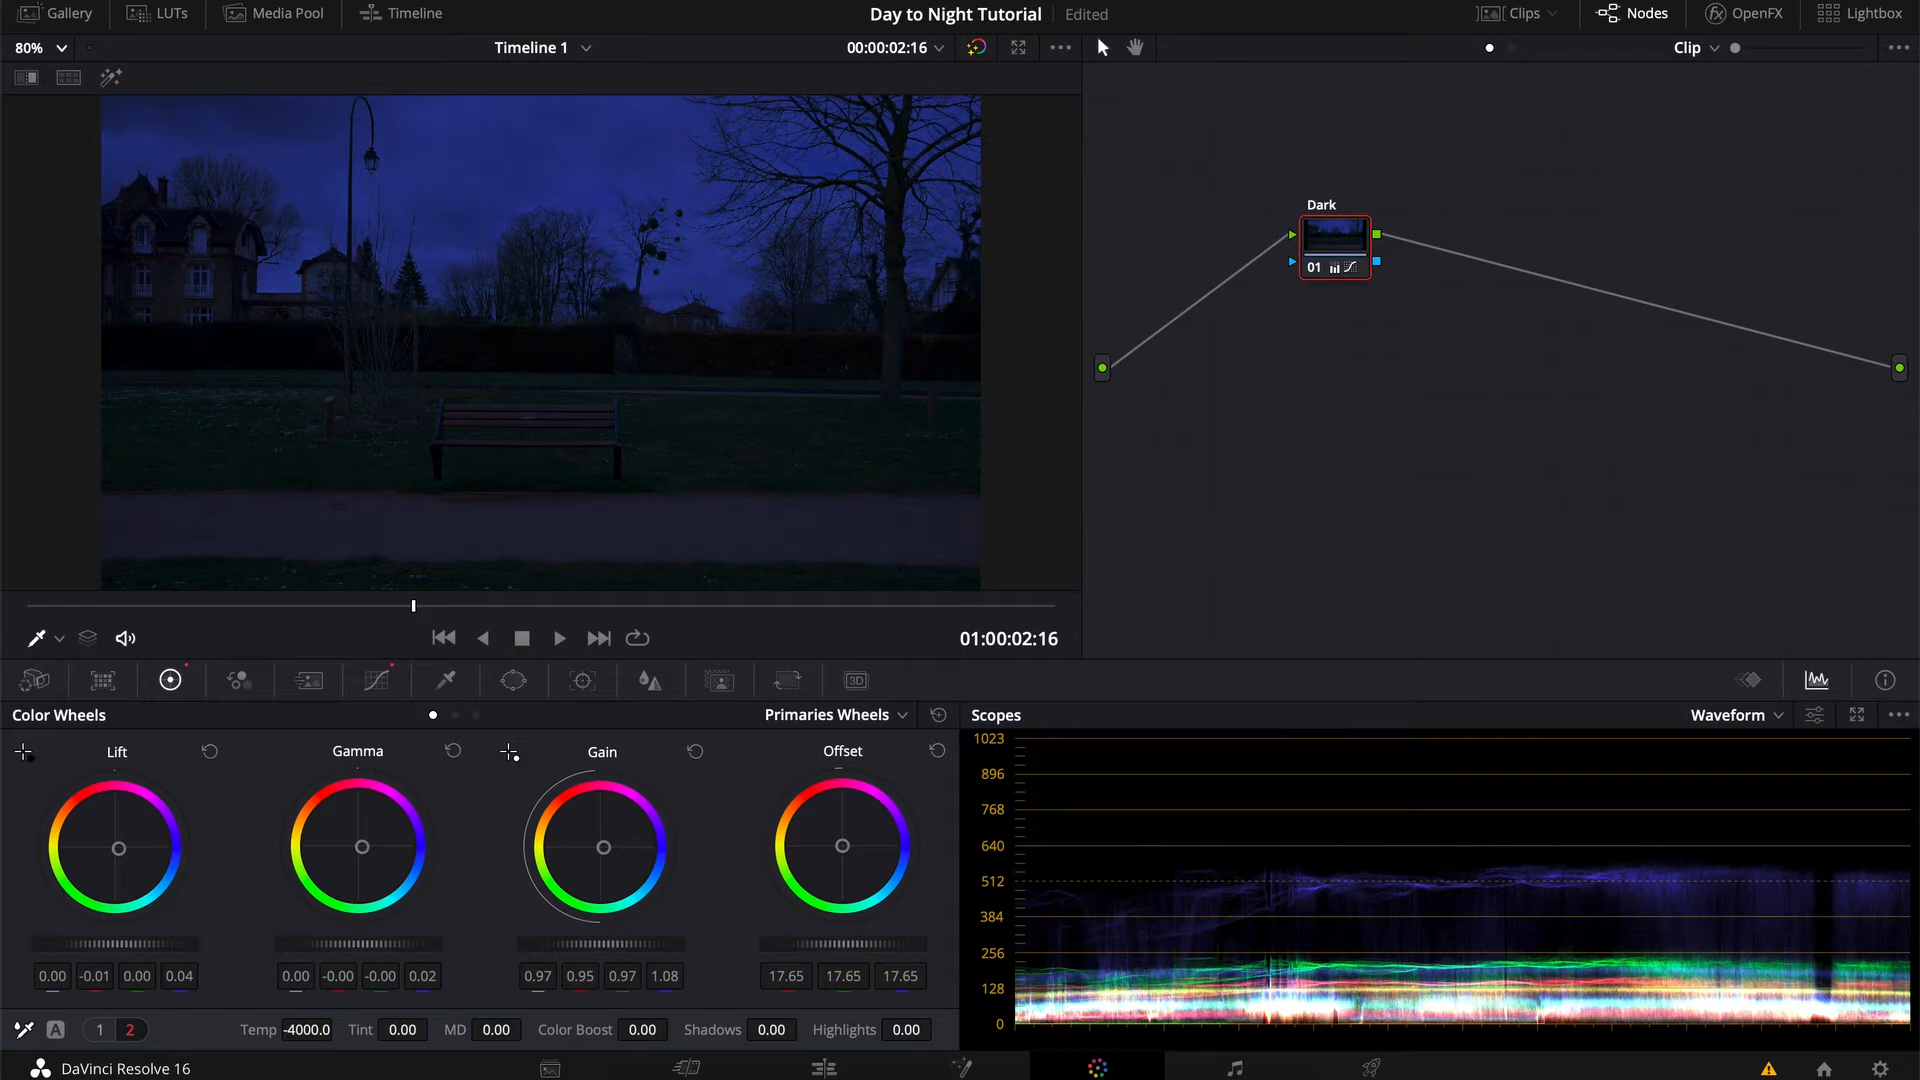 Gallery LUTs Media Pool Timeline Day to Night Tutorial Edited Clips Nodes fx OpenFX Lightbox
80% Timeline 1 00:00:02:16 Clip
Dark
01
01:00:02:16
3D
Color Wheels Primaries Wheels Scopes Waveform
Lift Gamma Gain Offset
1023
896
768
640
512
384
256
128
0
0.00 -0.01 0.00 0.04 0.00 -0.00 -0.00 0.02 0.97 0.95 0.97 1.08 17.65 17.65 17.65
A 1 2 Temp -4000.0 Tint 0.00 MD 0.00 Color Boost 0.00 Shadows 0.00 Highlights 0.00
DaVinci Resolve 16